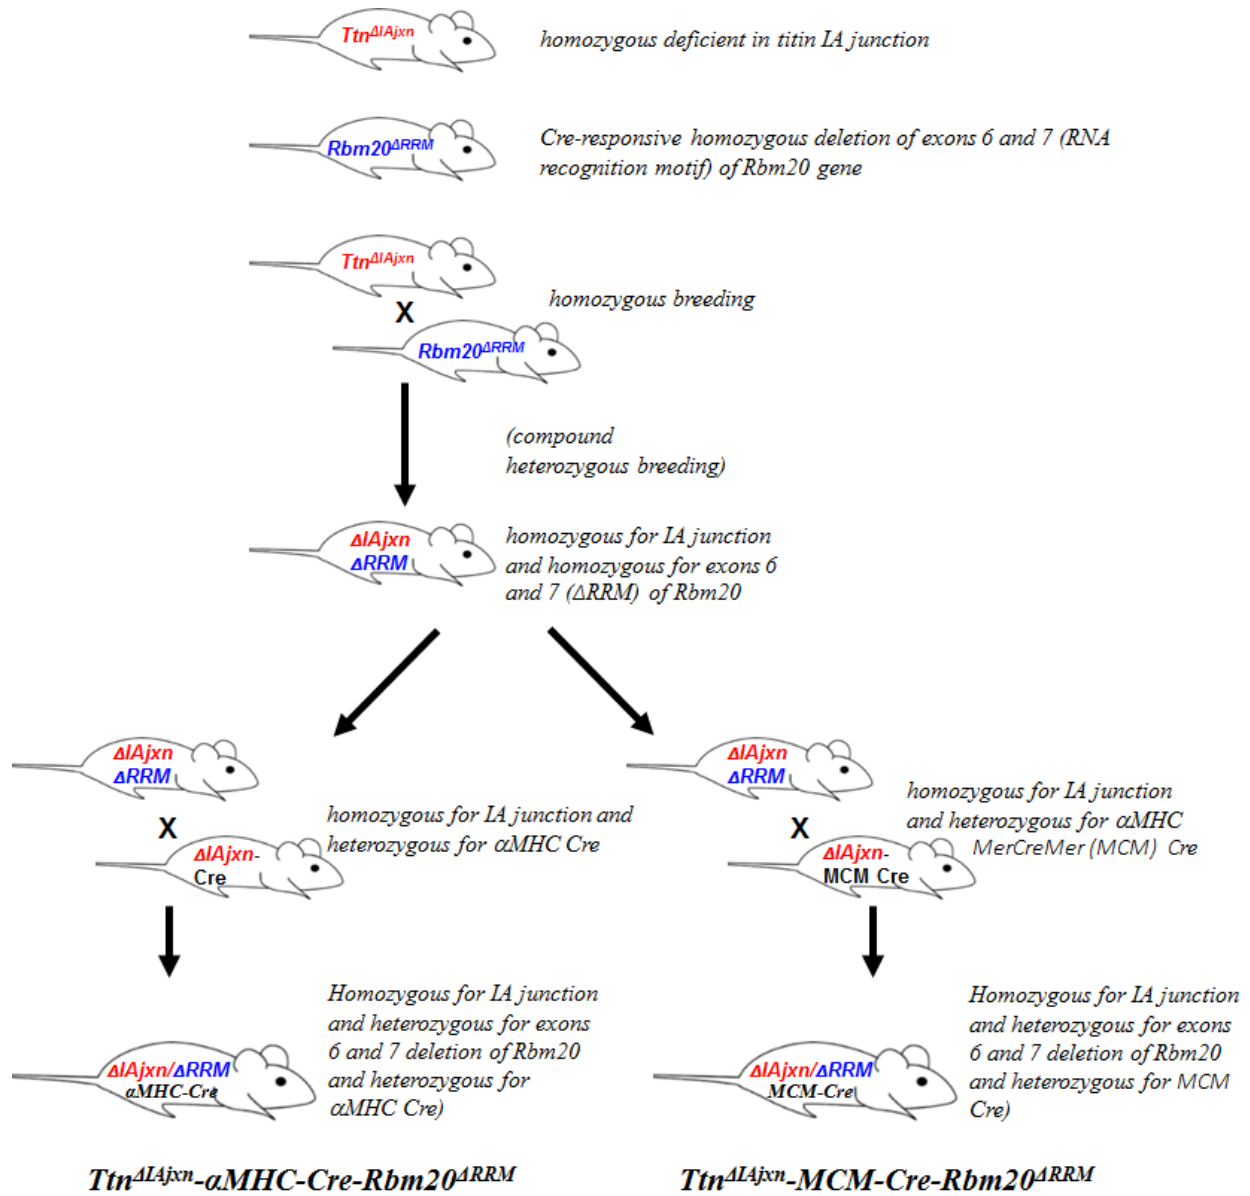 Ttn^ΔIAjxn
homozygous deficient in titin IA junction
Rbm20^ΔRRM
Cre-responsive homozygous deletion of exons 6 and 7 (RNA
recognition motif) of Rbm20 gene
Ttn^ΔIAjxn
X
homozygous breeding
Rbm20^ΔRRM
(compound
heterozygous breeding)
ΔIAjxn
ΔRRM
homozygous for IA junction
and homozygous for exons 6
and 7 (ΔRRM) of Rbm20
ΔIAjxn
ΔRRM
X
ΔIAjxn-
Cre
homozygous for IA junction and
heterozygous for αMHC Cre
ΔIAjxn
ΔRRM
X
ΔIAjxn-
MCM Cre
homozygous for IA junction
and heterozygous for αMHC
MerCreMer (MCM) Cre
ΔIAjxn/ΔRRM
αMHC-Cre
Homozygous for IA junction
and heterozygous for exons
6 and 7 deletion of Rbm20
and heterozygous for
αMHC Cre)
ΔIAjxn/ΔRRM
MCM-Cre
Homozygous for IA junction
and heterozygous for exons
6 and 7 deletion of Rbm20
and heterozygous for MCM
Cre)
Ttn^ΔIAjxn-αMHC-Cre-Rbm20^ΔRRM
Ttn^ΔIAjxn-MCM-Cre-Rbm20^ΔRRM